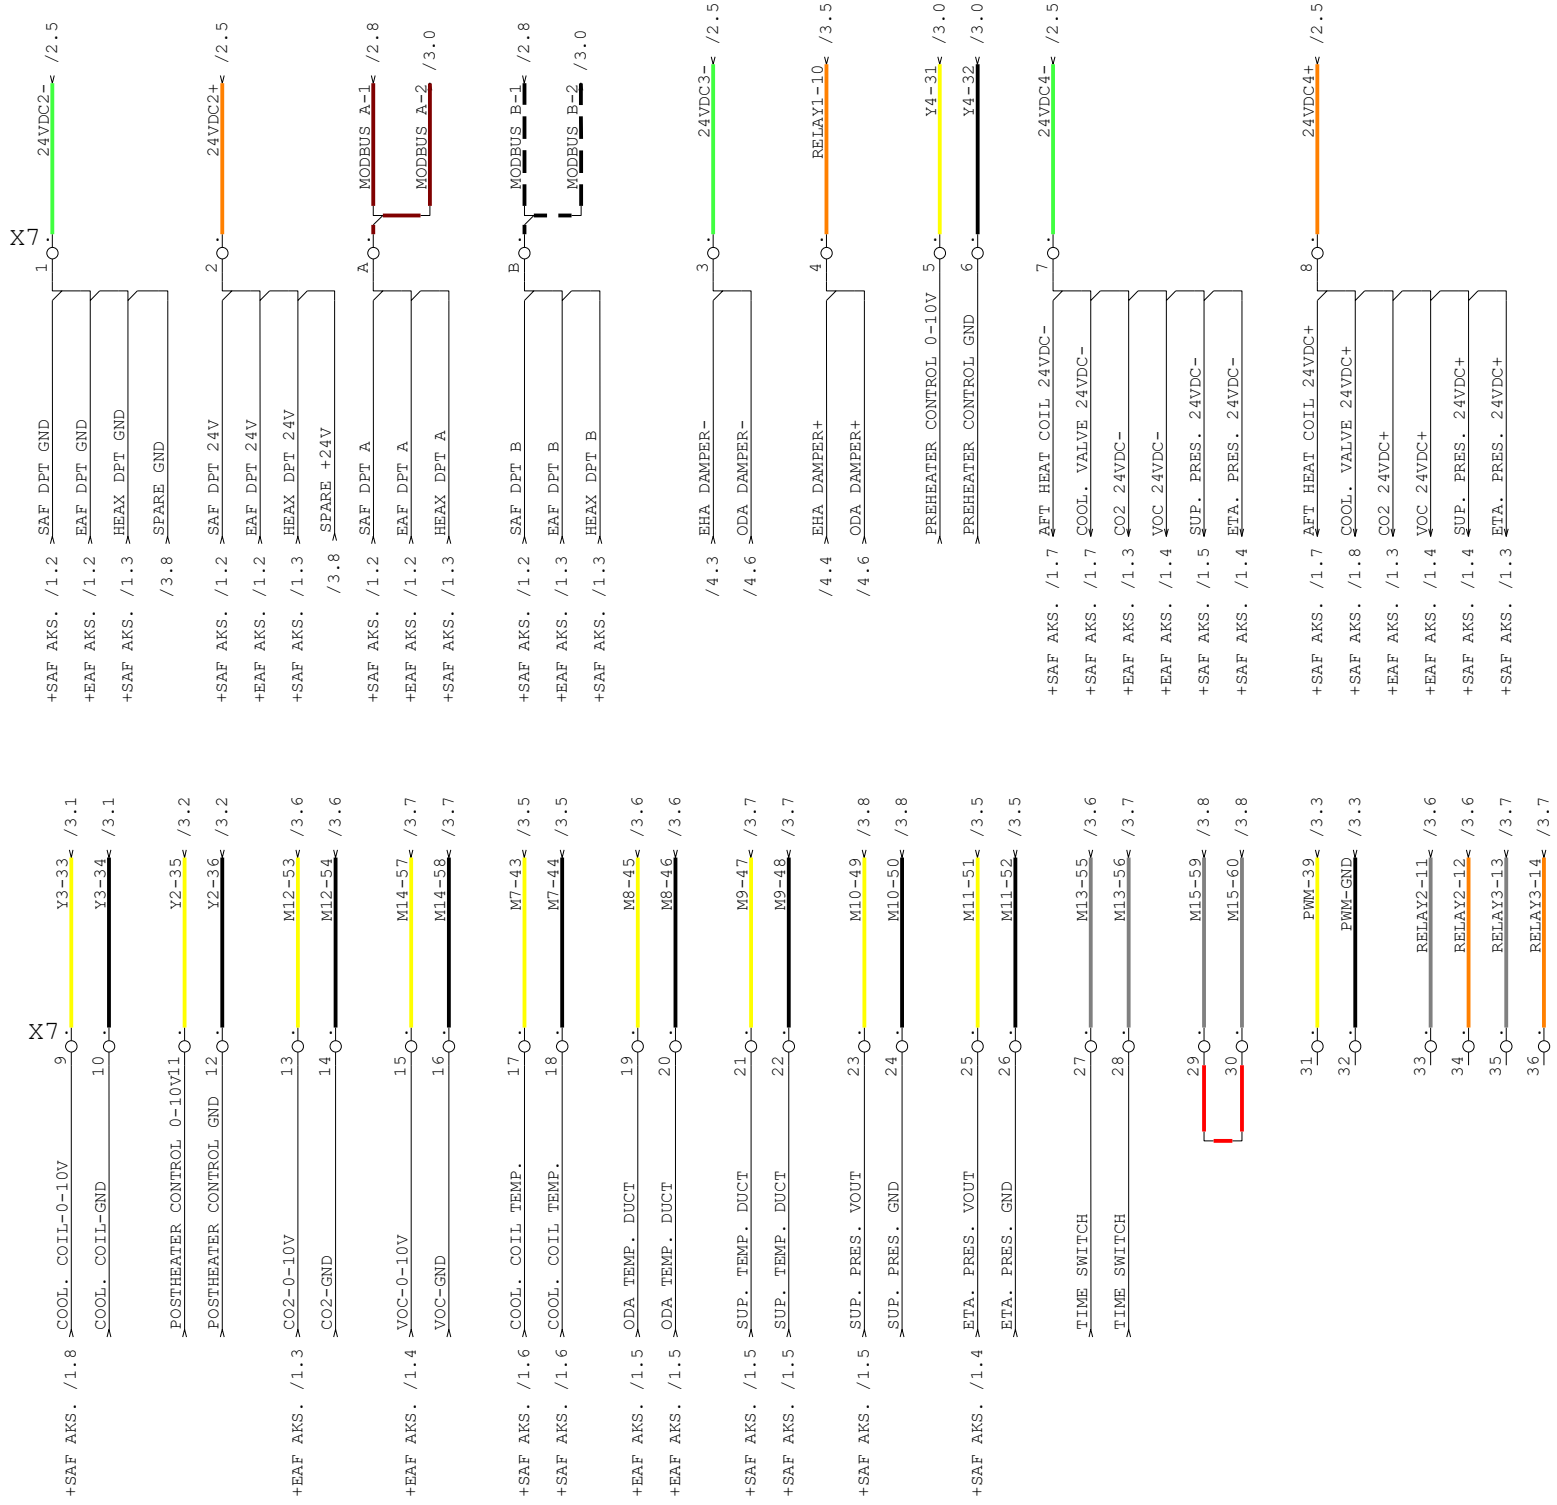 X7
24VDC2- /2.5
1
SAF DPT GND
+SAF AKS. /1.2
EAF DPT GND
+EAF AKS. /1.2
HEAX DPT GND
+SAF AKS. /1.3
SPARE GND
/3.8
24VDC2+ /2.5
2
SAF DPT 24V
+SAF AKS. /1.2
EAF DPT 24V
+EAF AKS. /1.2
HEAX DPT 24V
+SAF AKS. /1.3
SPARE +24V
/3.8
MODBUS A-1 /2.8
MODBUS A-2 /3.0
A
SAF DPT A
+SAF AKS. /1.2
EAF DPT A
+EAF AKS. /1.2
HEAX DPT A
+SAF AKS. /1.3
MODBUS B-1 /2.8
MODBUS B-2 /3.0
B
SAF DPT B
+SAF AKS. /1.2
EAF DPT B
+EAF AKS. /1.3
HEAX DPT B
+SAF AKS. /1.3
24VDC3- /2.5
3
EHA DAMPER-
/4.3
ODA DAMPER-
/4.6
RELAY1-10 /3.5
4
EHA DAMPER+
/4.4
ODA DAMPER+
/4.6
Y4-31 /3.0
5
PREHEATER CONTROL 0-10V
Y4-32 /3.0
6
PREHEATER CONTROL GND
24VDC4- /2.5
7
AFT HEAT COIL 24VDC-
+SAF AKS. /1.7
COOL. VALVE 24VDC-
+SAF AKS. /1.7
CO2 24VDC-
+EAF AKS. /1.3
VOC 24VDC-
+EAF AKS. /1.4
SUP. PRES. 24VDC-
+SAF AKS. /1.5
ETA. PRES. 24VDC-
+SAF AKS. /1.4
24VDC4+ /2.5
8
AFT HEAT COIL 24VDC+
+SAF AKS. /1.7
COOL. VALVE 24VDC+
+SAF AKS. /1.8
CO2 24VDC+
+EAF AKS. /1.3
VOC 24VDC+
+EAF AKS. /1.4
SUP. PRES. 24VDC+
+SAF AKS. /1.4
ETA. PRES. 24VDC+
+SAF AKS. /1.3
X7
Y3-33 /3.1
9
COOL. COIL-0-10V
+SAF AKS. /1.8
Y3-34 /3.1
10
COOL. COIL-GND
Y2-35 /3.2
11
POSTHEATER CONTROL 0-10V
Y2-36 /3.2
12
POSTHEATER CONTROL GND
M12-53 /3.6
13
CO2-0-10V
+EAF AKS. /1.3
M12-54 /3.6
14
CO2-GND
M14-57 /3.7
15
VOC-0-10V
+EAF AKS. /1.4
M14-58 /3.7
16
VOC-GND
M7-43 /3.5
17
COOL. COIL TEMP.
+SAF AKS. /1.6
M7-44 /3.5
18
COOL. COIL TEMP.
+SAF AKS. /1.6
M8-45 /3.6
19
ODA TEMP. DUCT
+EAF AKS. /1.5
M8-46 /3.6
20
ODA TEMP. DUCT
+EAF AKS. /1.5
M9-47 /3.7
21
SUP. TEMP. DUCT
+SAF AKS. /1.5
M9-48 /3.7
22
SUP. TEMP. DUCT
+SAF AKS. /1.5
M10-49 /3.8
23
SUP. PRES. VOUT
+SAF AKS. /1.5
M10-50 /3.8
24
SUP. PRES. GND
M11-51 /3.5
25
ETA. PRES. VOUT
+SAF AKS. /1.4
M11-52 /3.5
26
ETA. PRES. GND
M13-55 /3.6
27
TIME SWITCH
M13-56 /3.7
28
TIME SWITCH
M15-59 /3.8
29
M15-60 /3.8
30
PWM-39 /3.3
31
PWM-GND /3.3
32
RELAY2-11 /3.6
33
RELAY2-12 /3.6
34
RELAY3-13 /3.7
35
RELAY3-14 /3.7
36